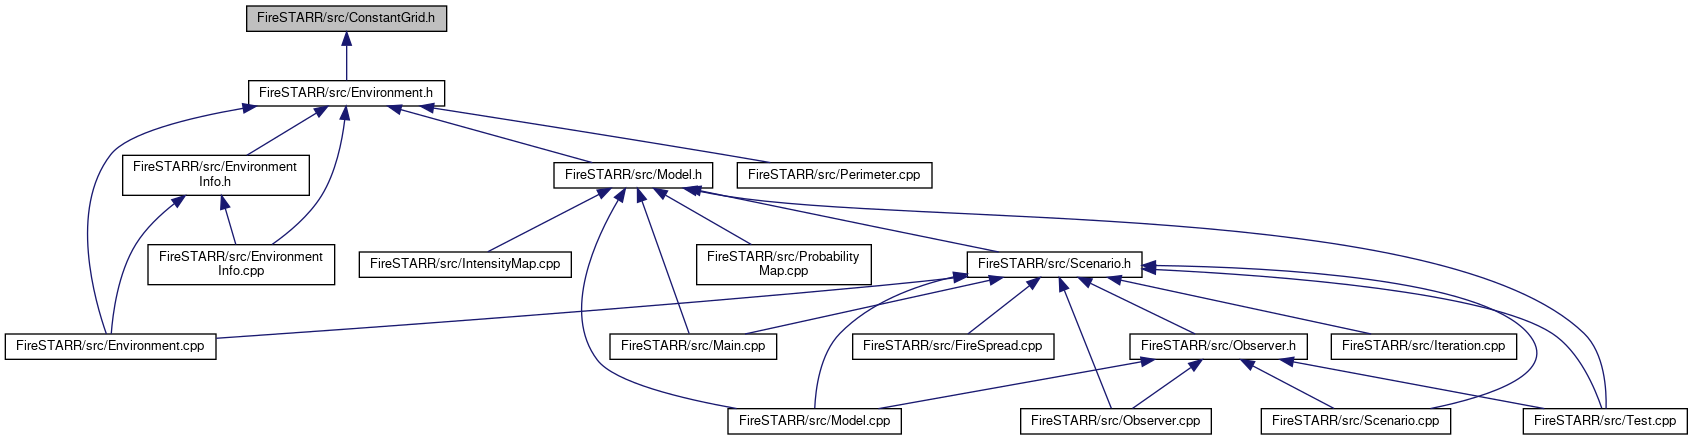 FireSTARR/src/ConstantGrid.h
FireSTARR/src/Environment.h
FireSTARR/src/Environment
Info.h
FireSTARR/src/Model.h
FireSTARR/src/Perimeter.cpp
FireSTARR/src/Environment
Info.cpp
FireSTARR/src/IntensityMap.cpp
FireSTARR/src/Probability
Map.cpp
FireSTARR/src/Scenario.h
FireSTARR/src/Environment.cpp
FireSTARR/src/Main.cpp
FireSTARR/src/FireSpread.cpp
FireSTARR/src/Observer.h
FireSTARR/src/Iteration.cpp
FireSTARR/src/Model.cpp
FireSTARR/src/Observer.cpp
FireSTARR/src/Scenario.cpp
FireSTARR/src/Test.cpp